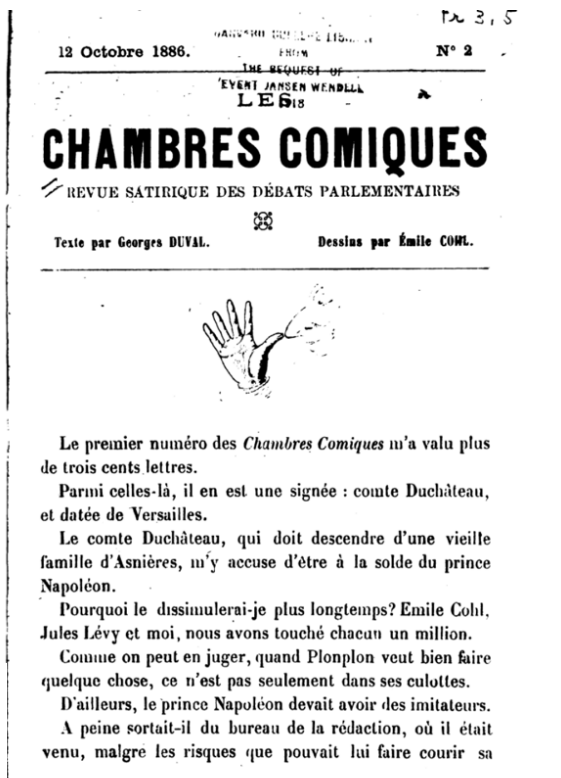 Tr 3,5
12 Octobre 1886.
FROM
N° 2
THE BEQUEST OF
EVERT JANSEN WENDELL
LES
CHAMBRES COMIQUES
REVUE SATIRIQUE DES DÉBATS PARLEMENTAIRES
Texte par Georges DUVAL.
Dessins par Émile COHL.
Le premier numéro des Chambres Comiques m'a valu plus
de trois cents lettres.
Parmi celles-là, il en est une signée : comte Duchâteau,
et datée de Versailles.
Le comte Duchâteau, qui doit descendre d'une vieille
famille d'Asnières, m'y accuse d'être à la solde du prince
Napoléon.
Pourquoi le dissimulerai-je plus longtemps? Emile Cohl,
Jules Lévy et moi, nous avons touché chacun un million.
Comme on peut en juger, quand Plonplon veut bien faire
quelque chose, ce n'est pas seulement dans ses culottes.
D'ailleurs, le prince Napoléon devait avoir des imitateurs.
A peine sortait-il du bureau de la rédaction, où il était
venu, malgre les risques que pouvait lui faire courir sa